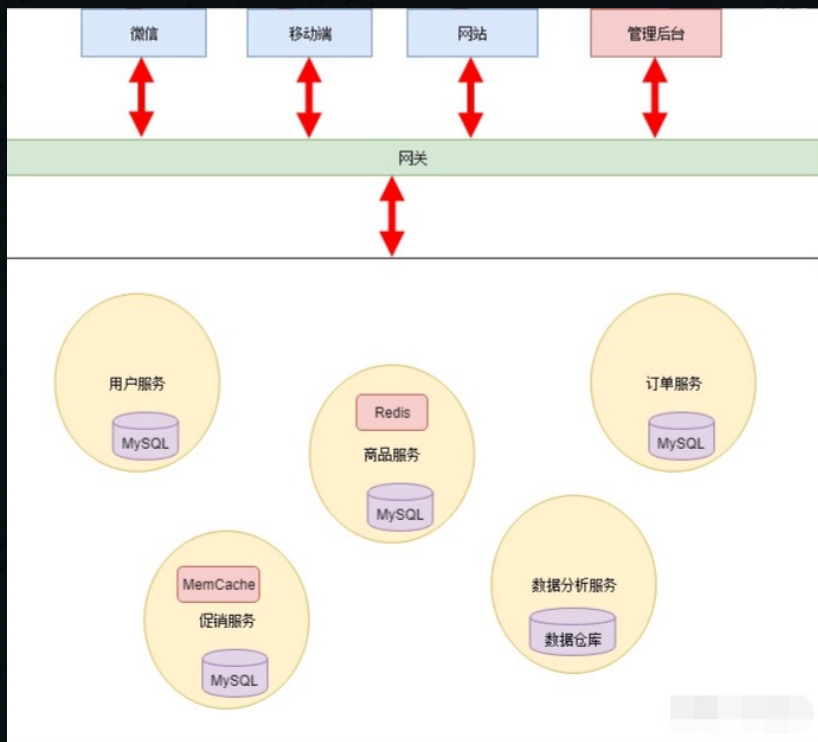 微信
移动端
网站
管理后台
网关
用户服务
MySQL
Redis
商品服务
MySQL
订单服务
MySQL
MemCache
促销服务
MySQL
数据分析服务
数据仓库